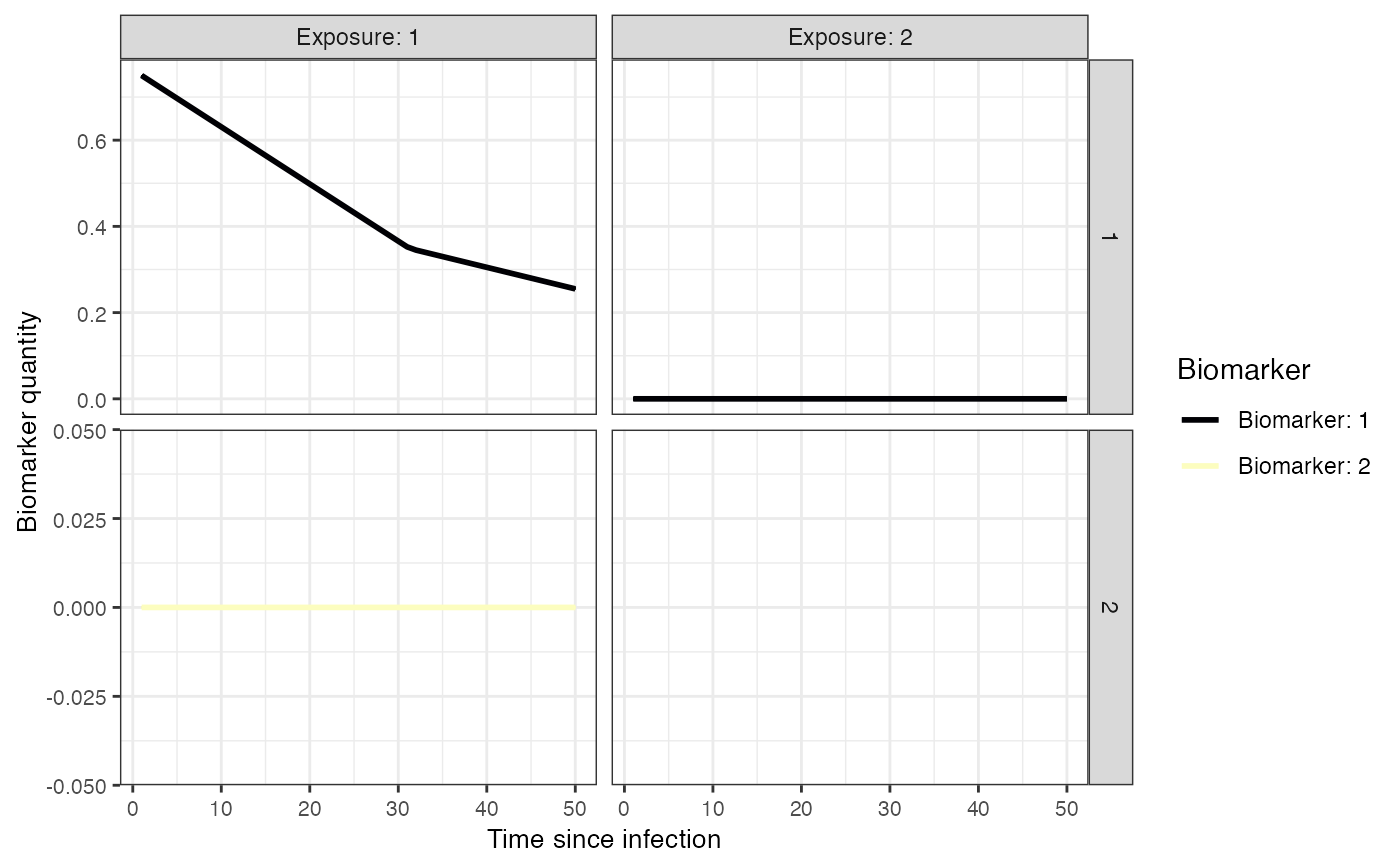 Exposure: 1
Exposure: 2
0.6
0.4
0.2
0.0
1
0.050
0.025
0.000
-0.025
-0.050
2
0 10 20 30 40 50
0 10 20 30 40 50
Time since infection
Biomarker quantity
Biomarker
Biomarker: 1
Biomarker: 2